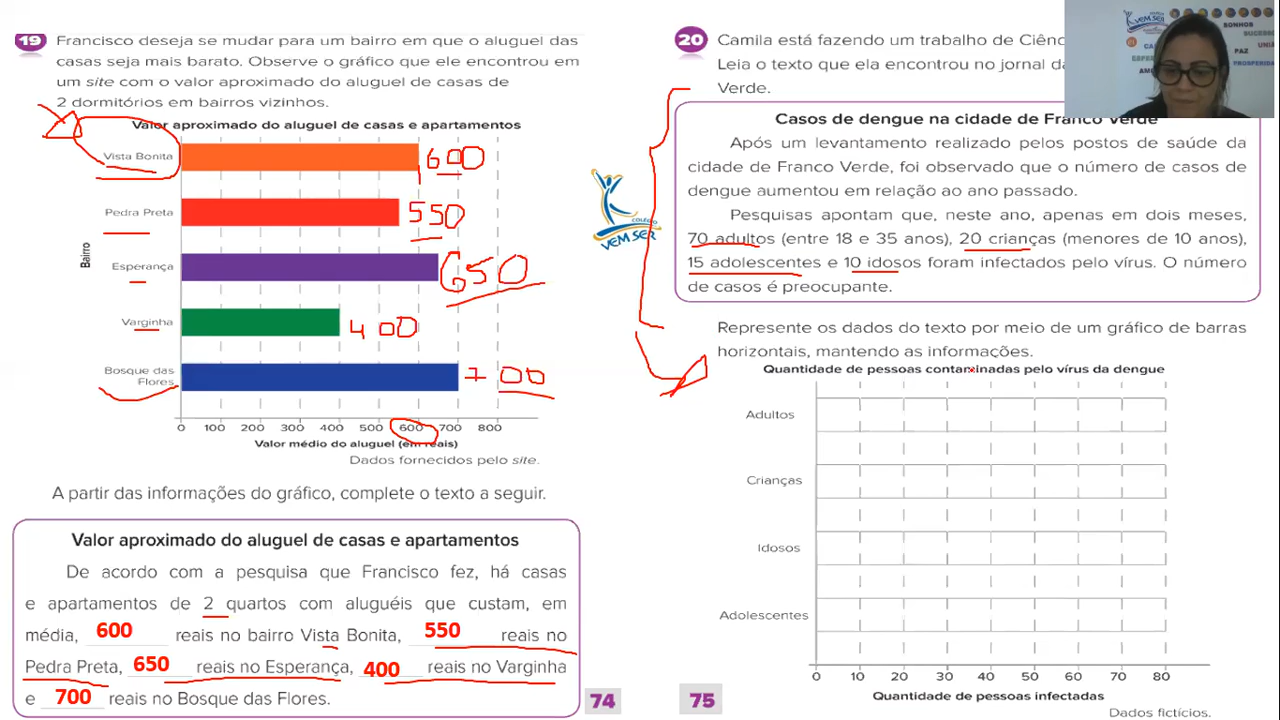 19 Francisco deseja se mudar para um bairro em que o aluguel das
casas seja mais barato. Observe o gráfico que ele encontrou em
um site com o valor aproximado do aluguel de casas de
2 dormitórios em bairros vizinhos.
Valor aproximado do aluguel de casas e apartamentos
Bairro
Vista Bonita 600
Pedra Preta 550
Esperança 650
Varginha 400
Bosque das
Flores 700
0 100 200 300 400 500 600 700 800
Valor médio do aluguel (em reais)
Dados fornecidos pelo site.
A partir das informações do gráfico, complete o texto a seguir.
Valor aproximado do aluguel de casas e apartamentos
De acordo com a pesquisa que Francisco fez, há casas
e apartamentos de 2 quartos com aluguéis que custam, em
média, 600 reais no bairro Vista Bonita, 550 reais no
Pedra Preta, 650 reais no Esperança, 400 reais no Varginha
e 700 reais no Bosque das Flores.
74
COLÉGIO
VEM SER
20 Camila está fazendo um trabalho de Ciênc
Leia o texto que ela encontrou no jornal da
Verde.
Casos de dengue na cidade de Franco Verde
Após um levantamento realizado pelos postos de saúde da
cidade de Franco Verde, foi observado que o número de casos de
dengue aumentou em relação ao ano passado.
Pesquisas apontam que, neste ano, apenas em dois meses,
70 adultos (entre 18 e 35 anos), 20 crianças (menores de 10 anos),
15 adolescentes e 10 idosos foram infectados pelo vírus. O número
de casos é preocupante.
Represente os dados do texto por meio de um gráfico de barras
horizontais, mantendo as informações.
Quantidade de pessoas contaminadas pelo vírus da dengue
Adultos
Crianças
Idosos
Adolescentes
0 10 20 30 40 50 60 70 80
Quantidade de pessoas infectadas
Dados fictícios.
75
VEM SER
SONHOS
PAZ